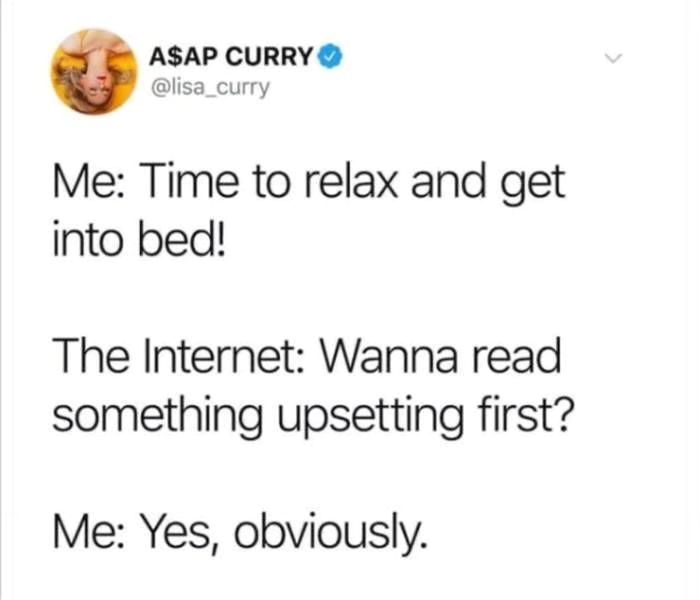 A$AP CURRY
@lisa_curry
Me: Time to relax and get
into bed!
The Internet: Wanna read
something upsetting first?
Me: Yes, obviously.